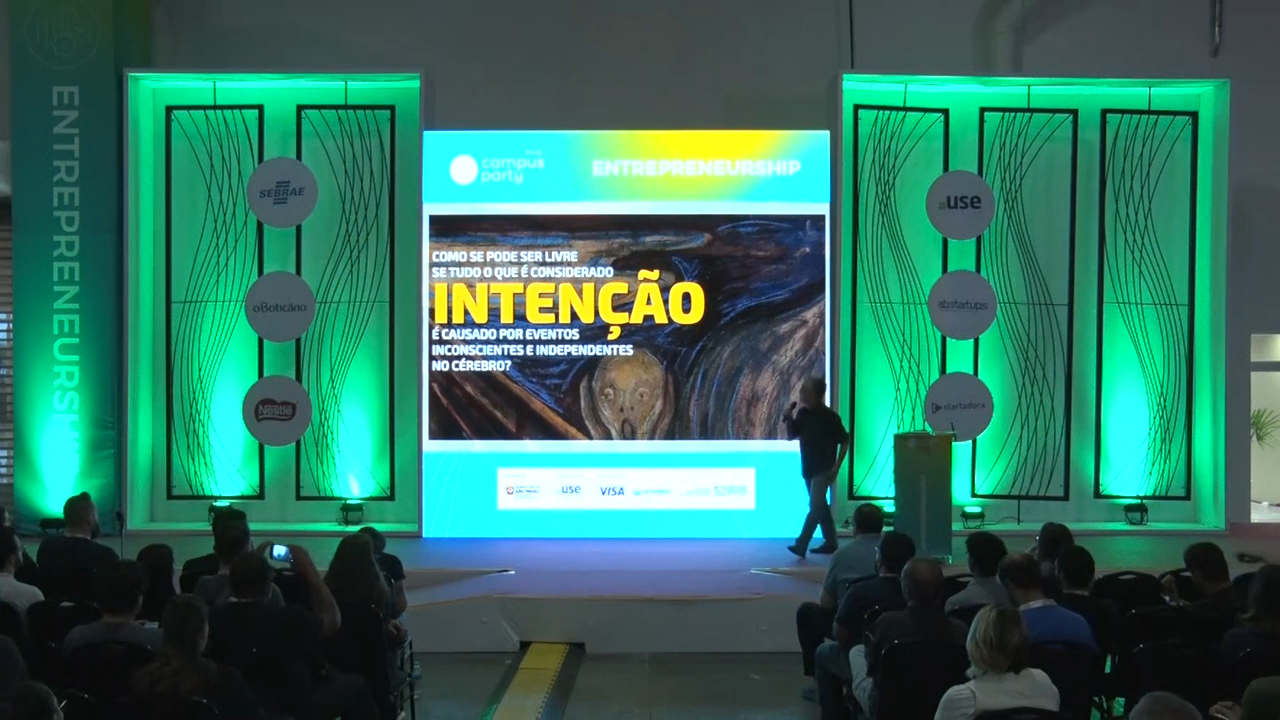 ENTREPRENEURSHIP
campus
party
ENTREPRENEURSHIP
COMO SE PODE SER LIVRE
SE TUDO O QUE É CONSIDERADO
INTENÇÃO
É CAUSADO POR EVENTOS
INCONSCIENTES E INDEPENDENTES
NO CÉREBRO?
use
VISA
SEBRAE
oBoticário
Nestlé
use
abstartups
startadora